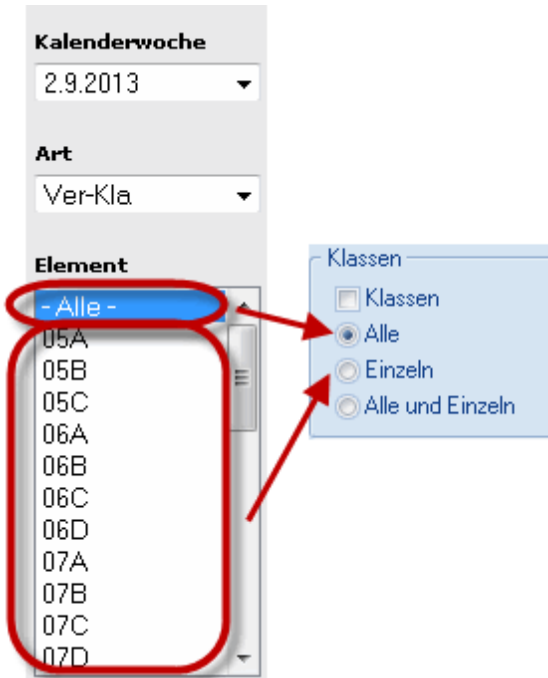 Kalenderwoche
2.9.2013
Art
Ver-Kla
Element
- Alle -
05A
05B
05C
06A
06B
06C
06D
07A
07B
07C
07D
Klassen
Klassen
Alle
Einzeln
Alle und Einzeln